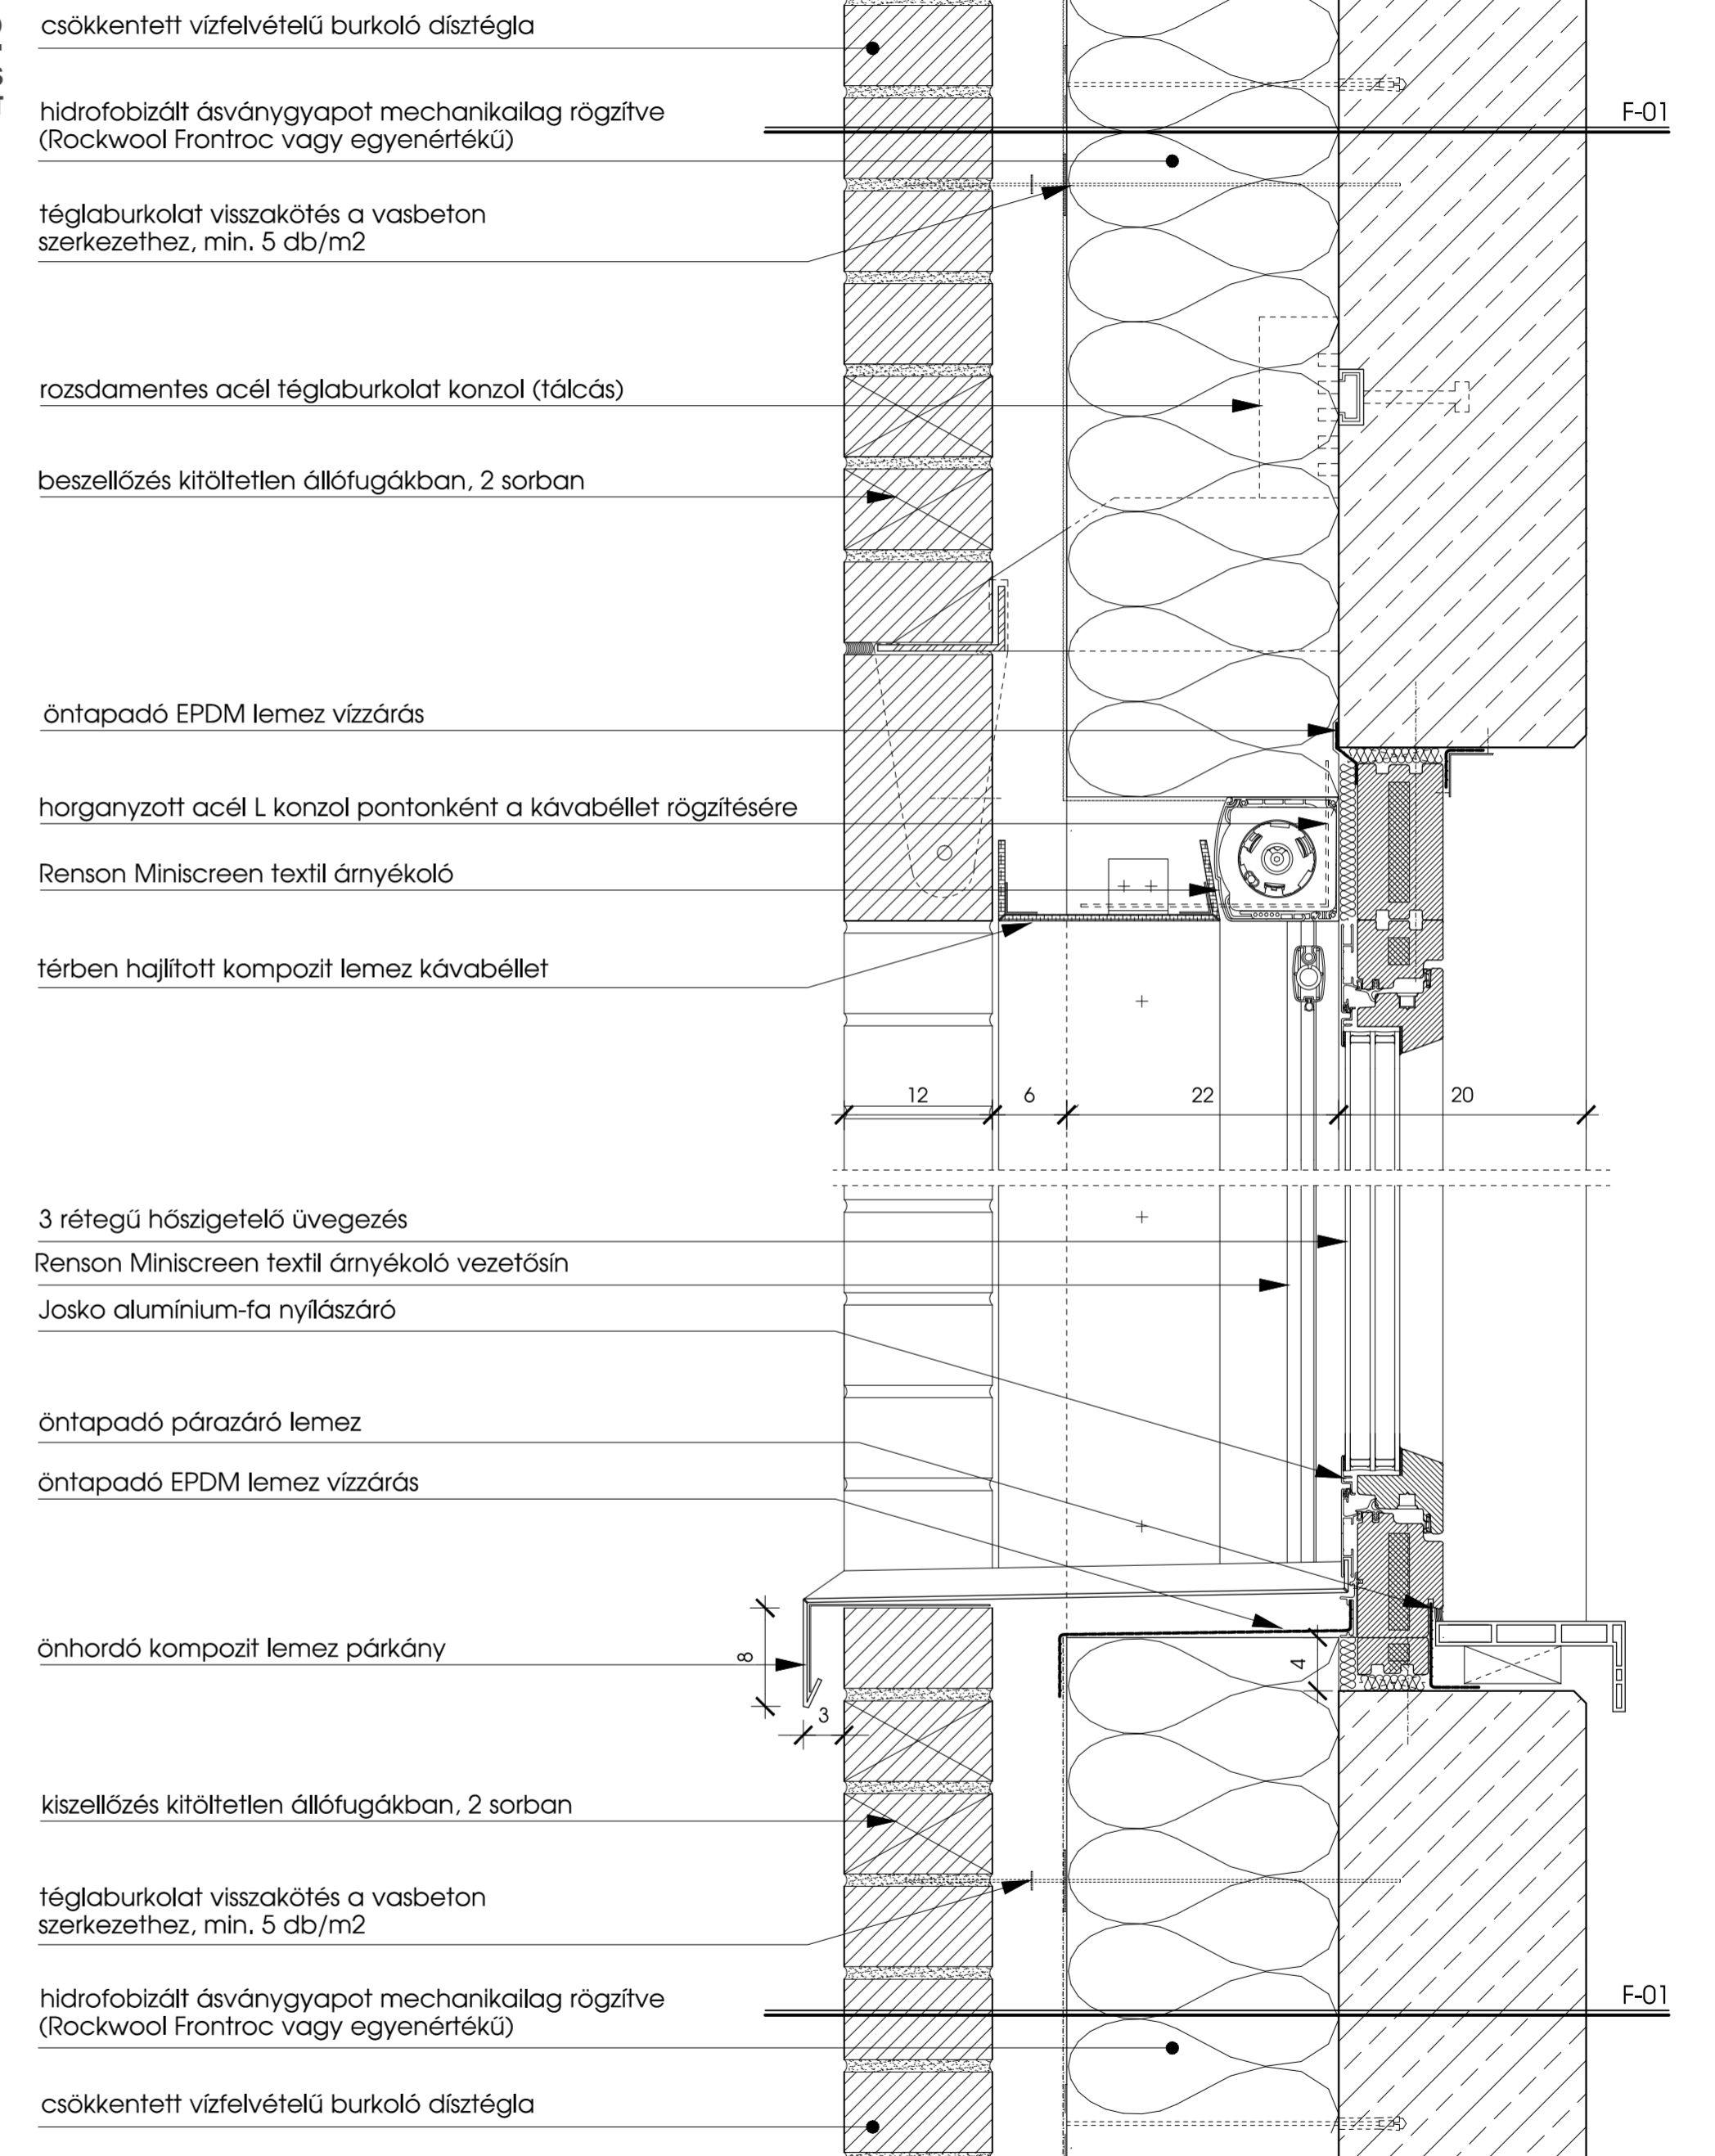 csökkentett vízfelvételű burkoló dísztégla
hidrofobizált ásványgyapot mechanikailag rögzítve
(Rockwool Frontroc vagy egyenértékű)
F-01
téglaburkolat visszakötés a vasbeton
szerkezethez, min. 5 db/m2
rozsdamentes acél téglaburkolat konzol (tálcás)
beszellőzés kitöltetlen állófugákban, 2 sorban
öntapadó EPDM lemez vízzárás
horganyzott acél L konzol pontonként a kávabéllet rögzítésére
Renson Miniscreen textil árnyékoló
térben hajlított kompozit lemez kávabéllet
12 6 22 20
3 rétegű hőszigetelő üvegezés
Renson Miniscreen textil árnyékoló vezetősín
Josko alumínium-fa nyílászáró
öntapadó párazáró lemez
öntapadó EPDM lemez vízzárás
önhordó kompozit lemez párkány
8
4
3
kiszellőzés kitöltetlen állófugákban, 2 sorban
téglaburkolat visszakötés a vasbeton
szerkezethez, min. 5 db/m2
hidrofobizált ásványgyapot mechanikailag rögzítve
(Rockwool Frontroc vagy egyenértékű)
F-01
csökkentett vízfelvételű burkoló dísztégla